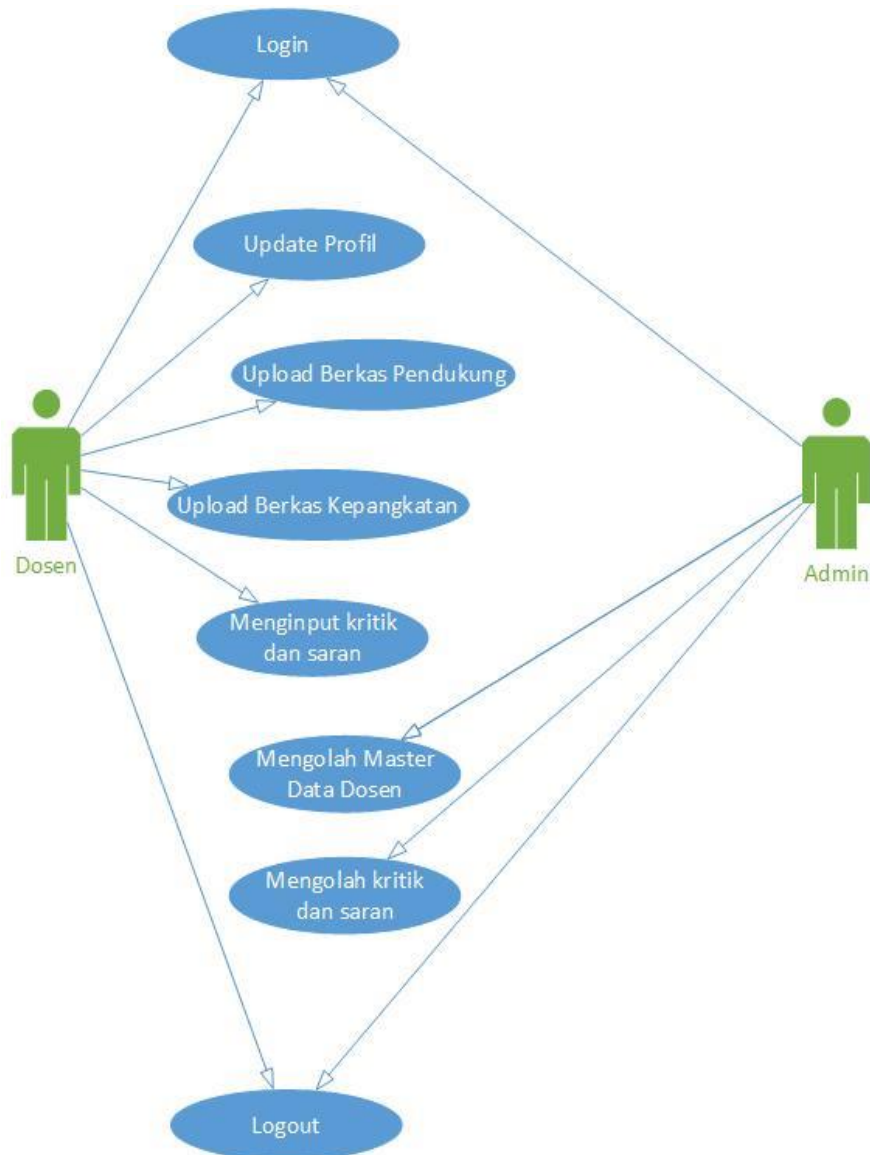 Login
Update Profil
Upload Berkas Pendukung
Upload Berkas Kepangkatan
Dosen
Admin
Menginput kritik
dan saran
Mengolah Master
Data Dosen
Mengolah kritik
dan saran
Logout